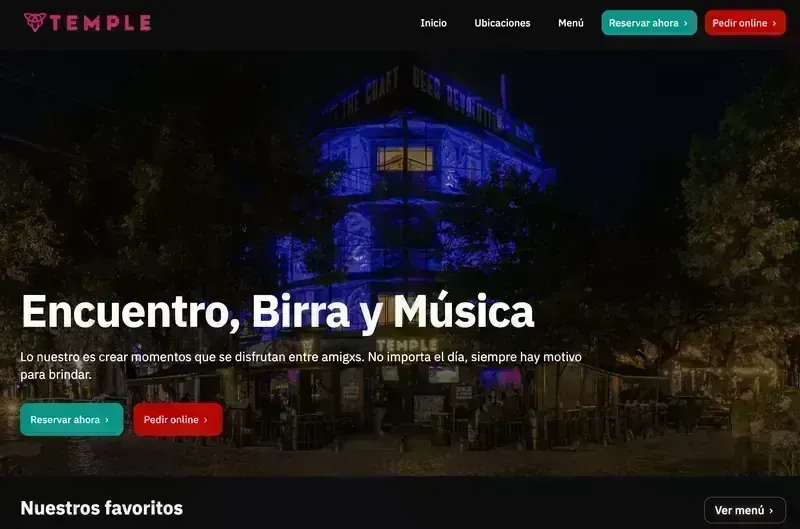 TEMPLE
Inicio
Ubicaciones
Menú
Reservar ahora ›
Pedir online ›
THE CRAFT BEER REVOLUTION
Encuentro, Birra y Música
TEMPLE
Lo nuestro es crear momentos que se disfrutan entre amigxs. No importa el día, siempre hay motivo
para brindar.
Reservar ahora ›
Pedir online ›
Nuestros favoritos
Ver menú ›